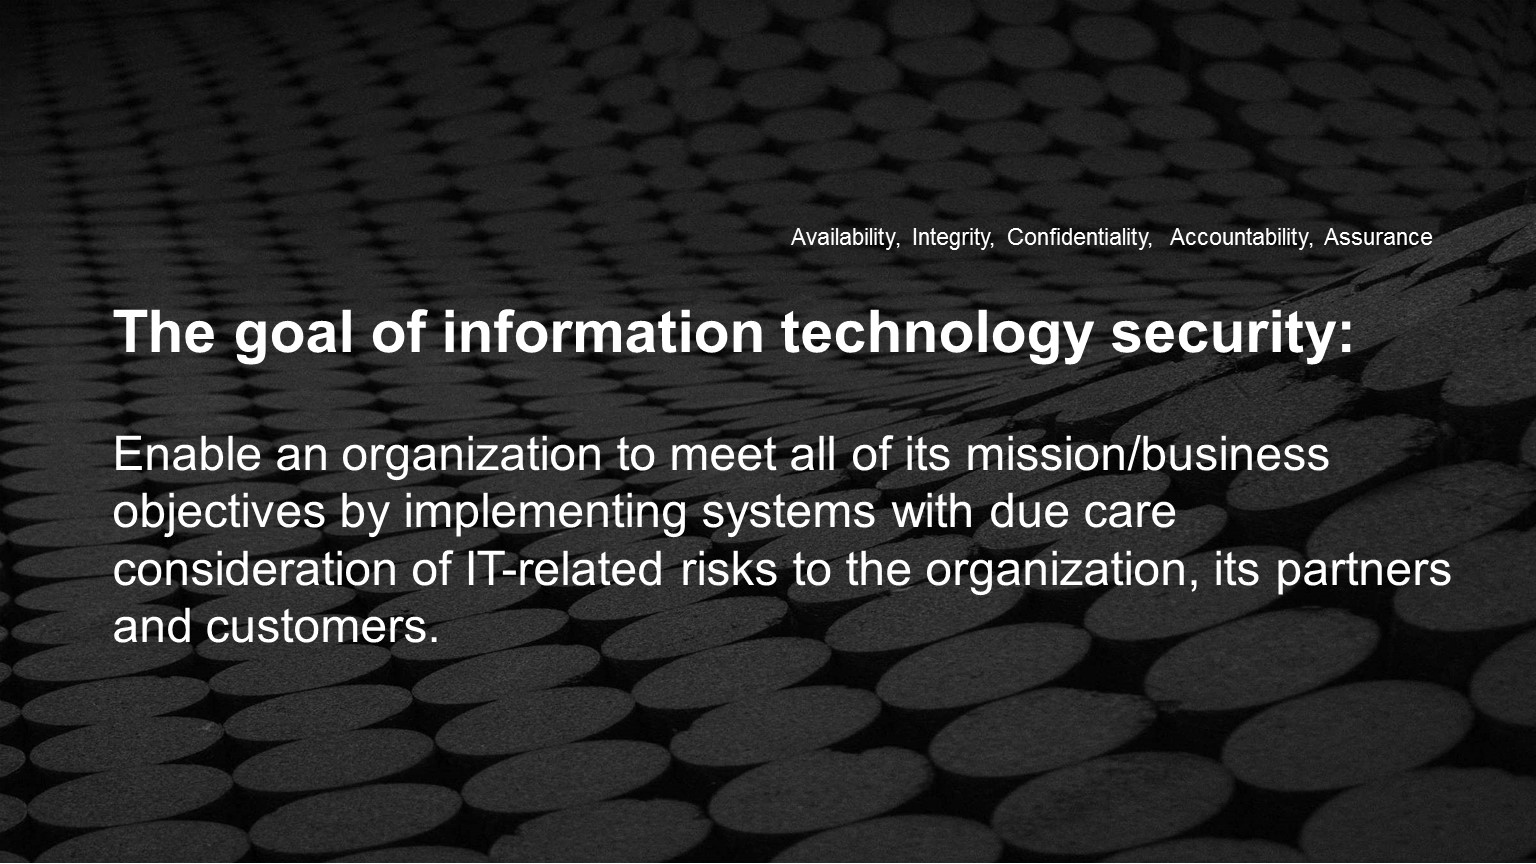 Availability, Integrity, Confidentiality, Accountability, Assurance
The goal of information technology security:
Enable an organization to meet all of its mission/business
objectives by implementing systems with due care
consideration of IT-related risks to the organization, its partners
and customers.